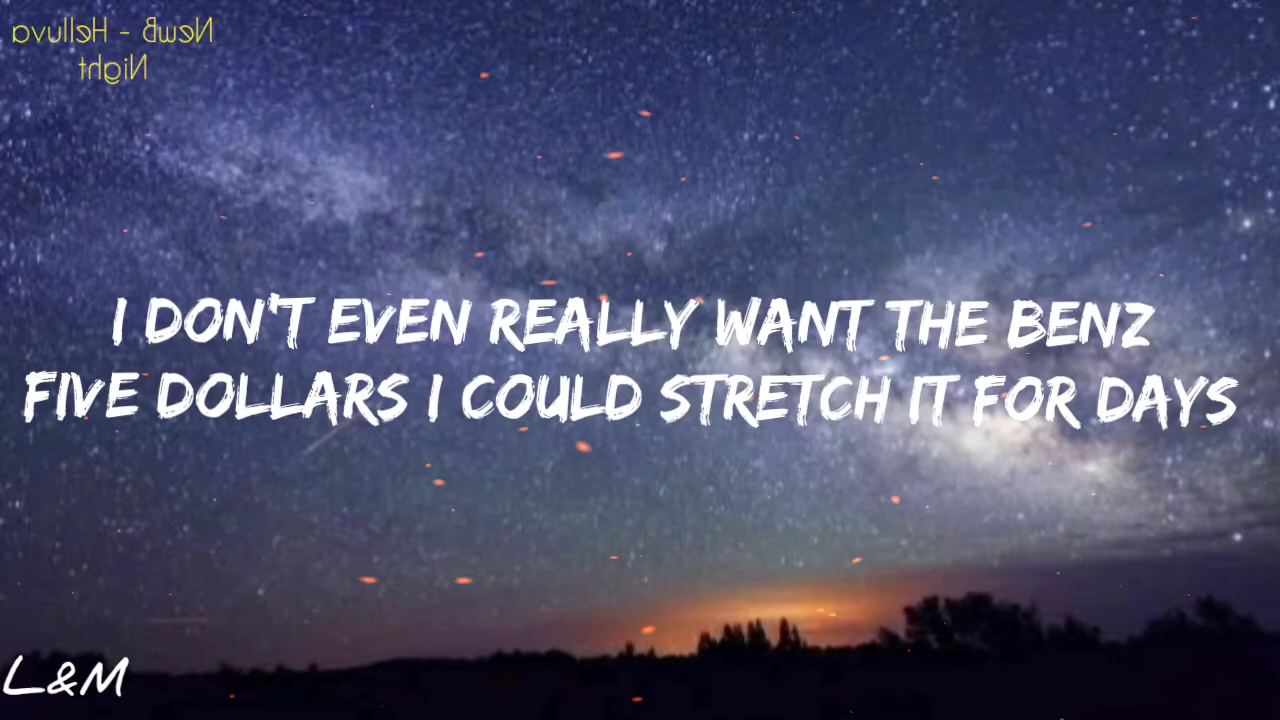 NewB - Helluva
Night
I DON'T EVEN REALLY WANT THE BENZ
FIVE DOLLARS I COULD STRETCH IT FOR DAYS
L&M